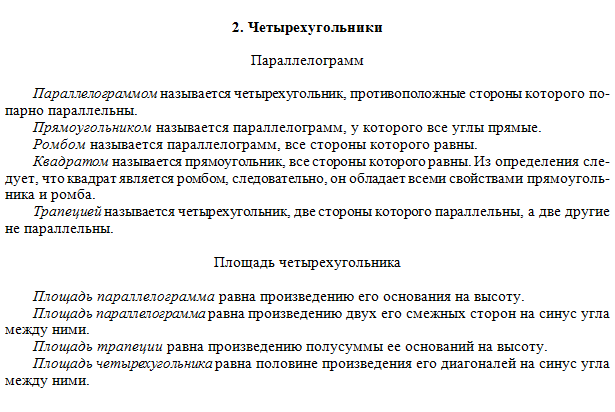 2. Четырехугольники
Параллелограмм
Параллелограммом называется четырехугольник, противоположные стороны которого по-
парно параллельны.
Прямоугольником называется параллелограмм, у которого все углы прямые.
Ромбом называется параллелограмм, все стороны которого равны.
Квадратом называется прямоугольник, все стороны которого равны. Из определения сле-
дует, что квадрат является ромбом, следовательно, он обладает всеми свойствами прямоуголь-
ника и ромба.
Трапецией называется четырехугольник, две стороны которого параллельны, а две другие
не параллельны.
Площадь четырехугольника
Площадь параллелограмма равна произведению его основания на высоту.
Площадь параллелограмма равна произведению двух его смежных сторон на синус угла
между ними.
Площадь трапеции равна произведению полусуммы ее оснований на высоту.
Площадь четырехугольника равна половине произведения его диагоналей на синус угла
между ними.